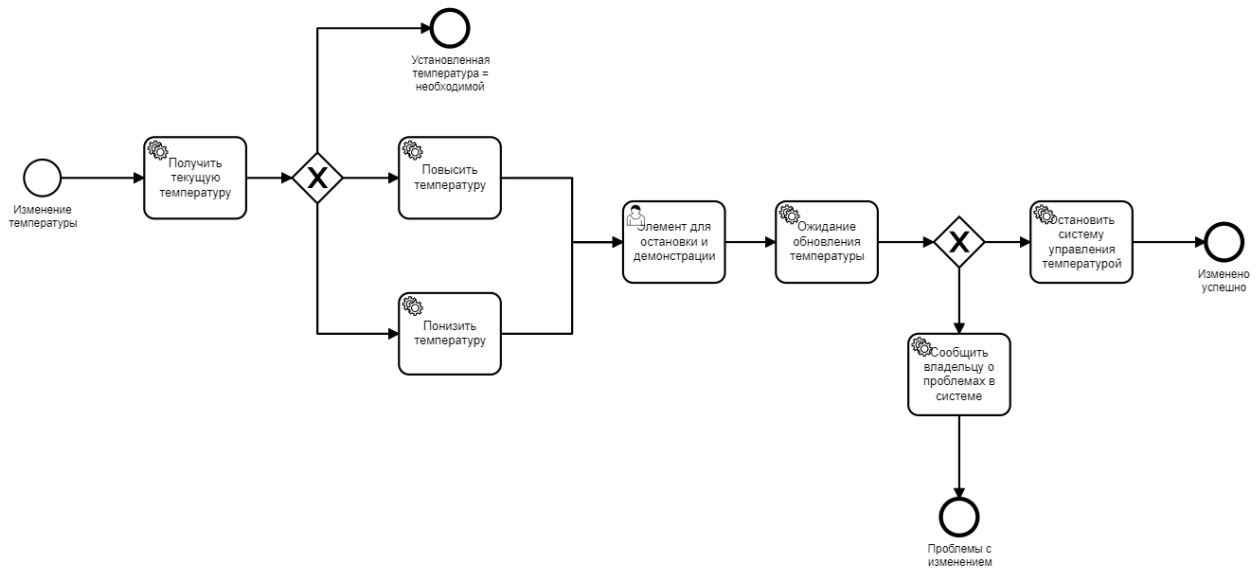 Установленная
температура =
необходимой
Изменение
температуры
Получить
текущую
температуру
X
Повысить
температуру
Понизить
температуру
Элемент для
остановки и
демонстрации
Ожидание
обновления
температуры
X
Остановить
систему
управления
температурой
Изменено
успешно
Сообщить
владельцу о
проблемах в
системе
Проблемы с
изменением